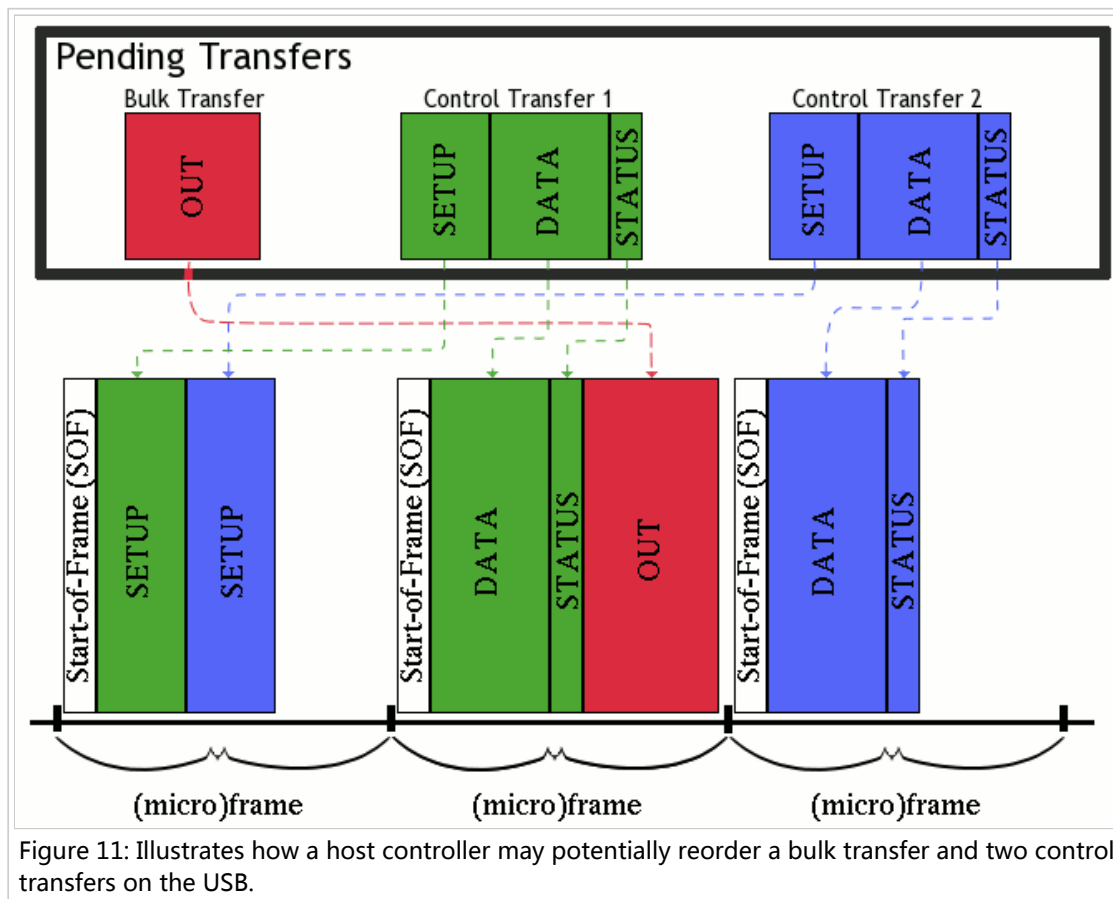 Pending Transfers
Bulk Transfer
Control Transfer 1
Control Transfer 2
OUT
SETUP
DATA
STATUS
SETUP
DATA
STATUS
Start-of-Frame (SOF)
SETUP
SETUP
Start-of-Frame (SOF)
DATA
STATUS
OUT
Start-of-Frame (SOF)
DATA
STATUS
(micro)frame
(micro)frame
(micro)frame
Figure 11: Illustrates how a host controller may potentially reorder a bulk transfer and two control
transfers on the USB.